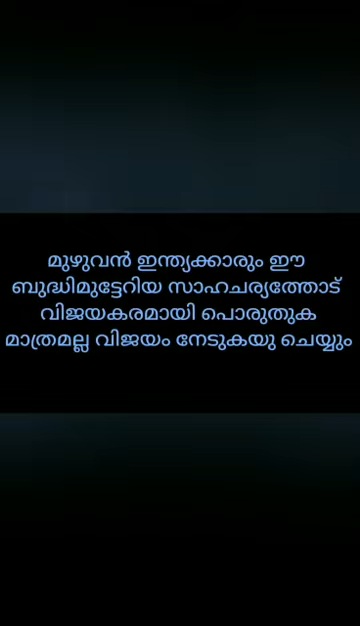 മുഴുവൻ ഇന്ത്യക്കാരും ഈ
ബുദ്ധിമുട്ടേറിയ സാഹചര്യത്തോട്
വിജയകരമായി പൊരുതുക
മാത്രമല്ല വിജയം നേടുകയു ചെയ്യും